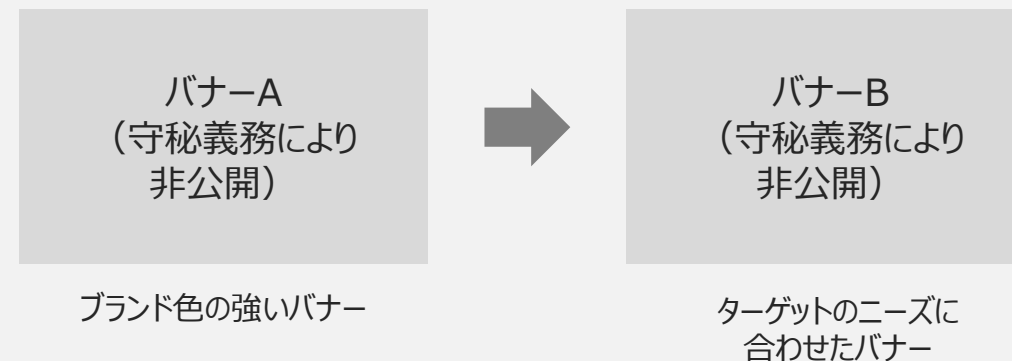 バナーA
（守秘義務により
非公開）
ブランド色の強いバナー
バナーB
（守秘義務により
非公開）
ターゲットのニーズに
合わせたバナー